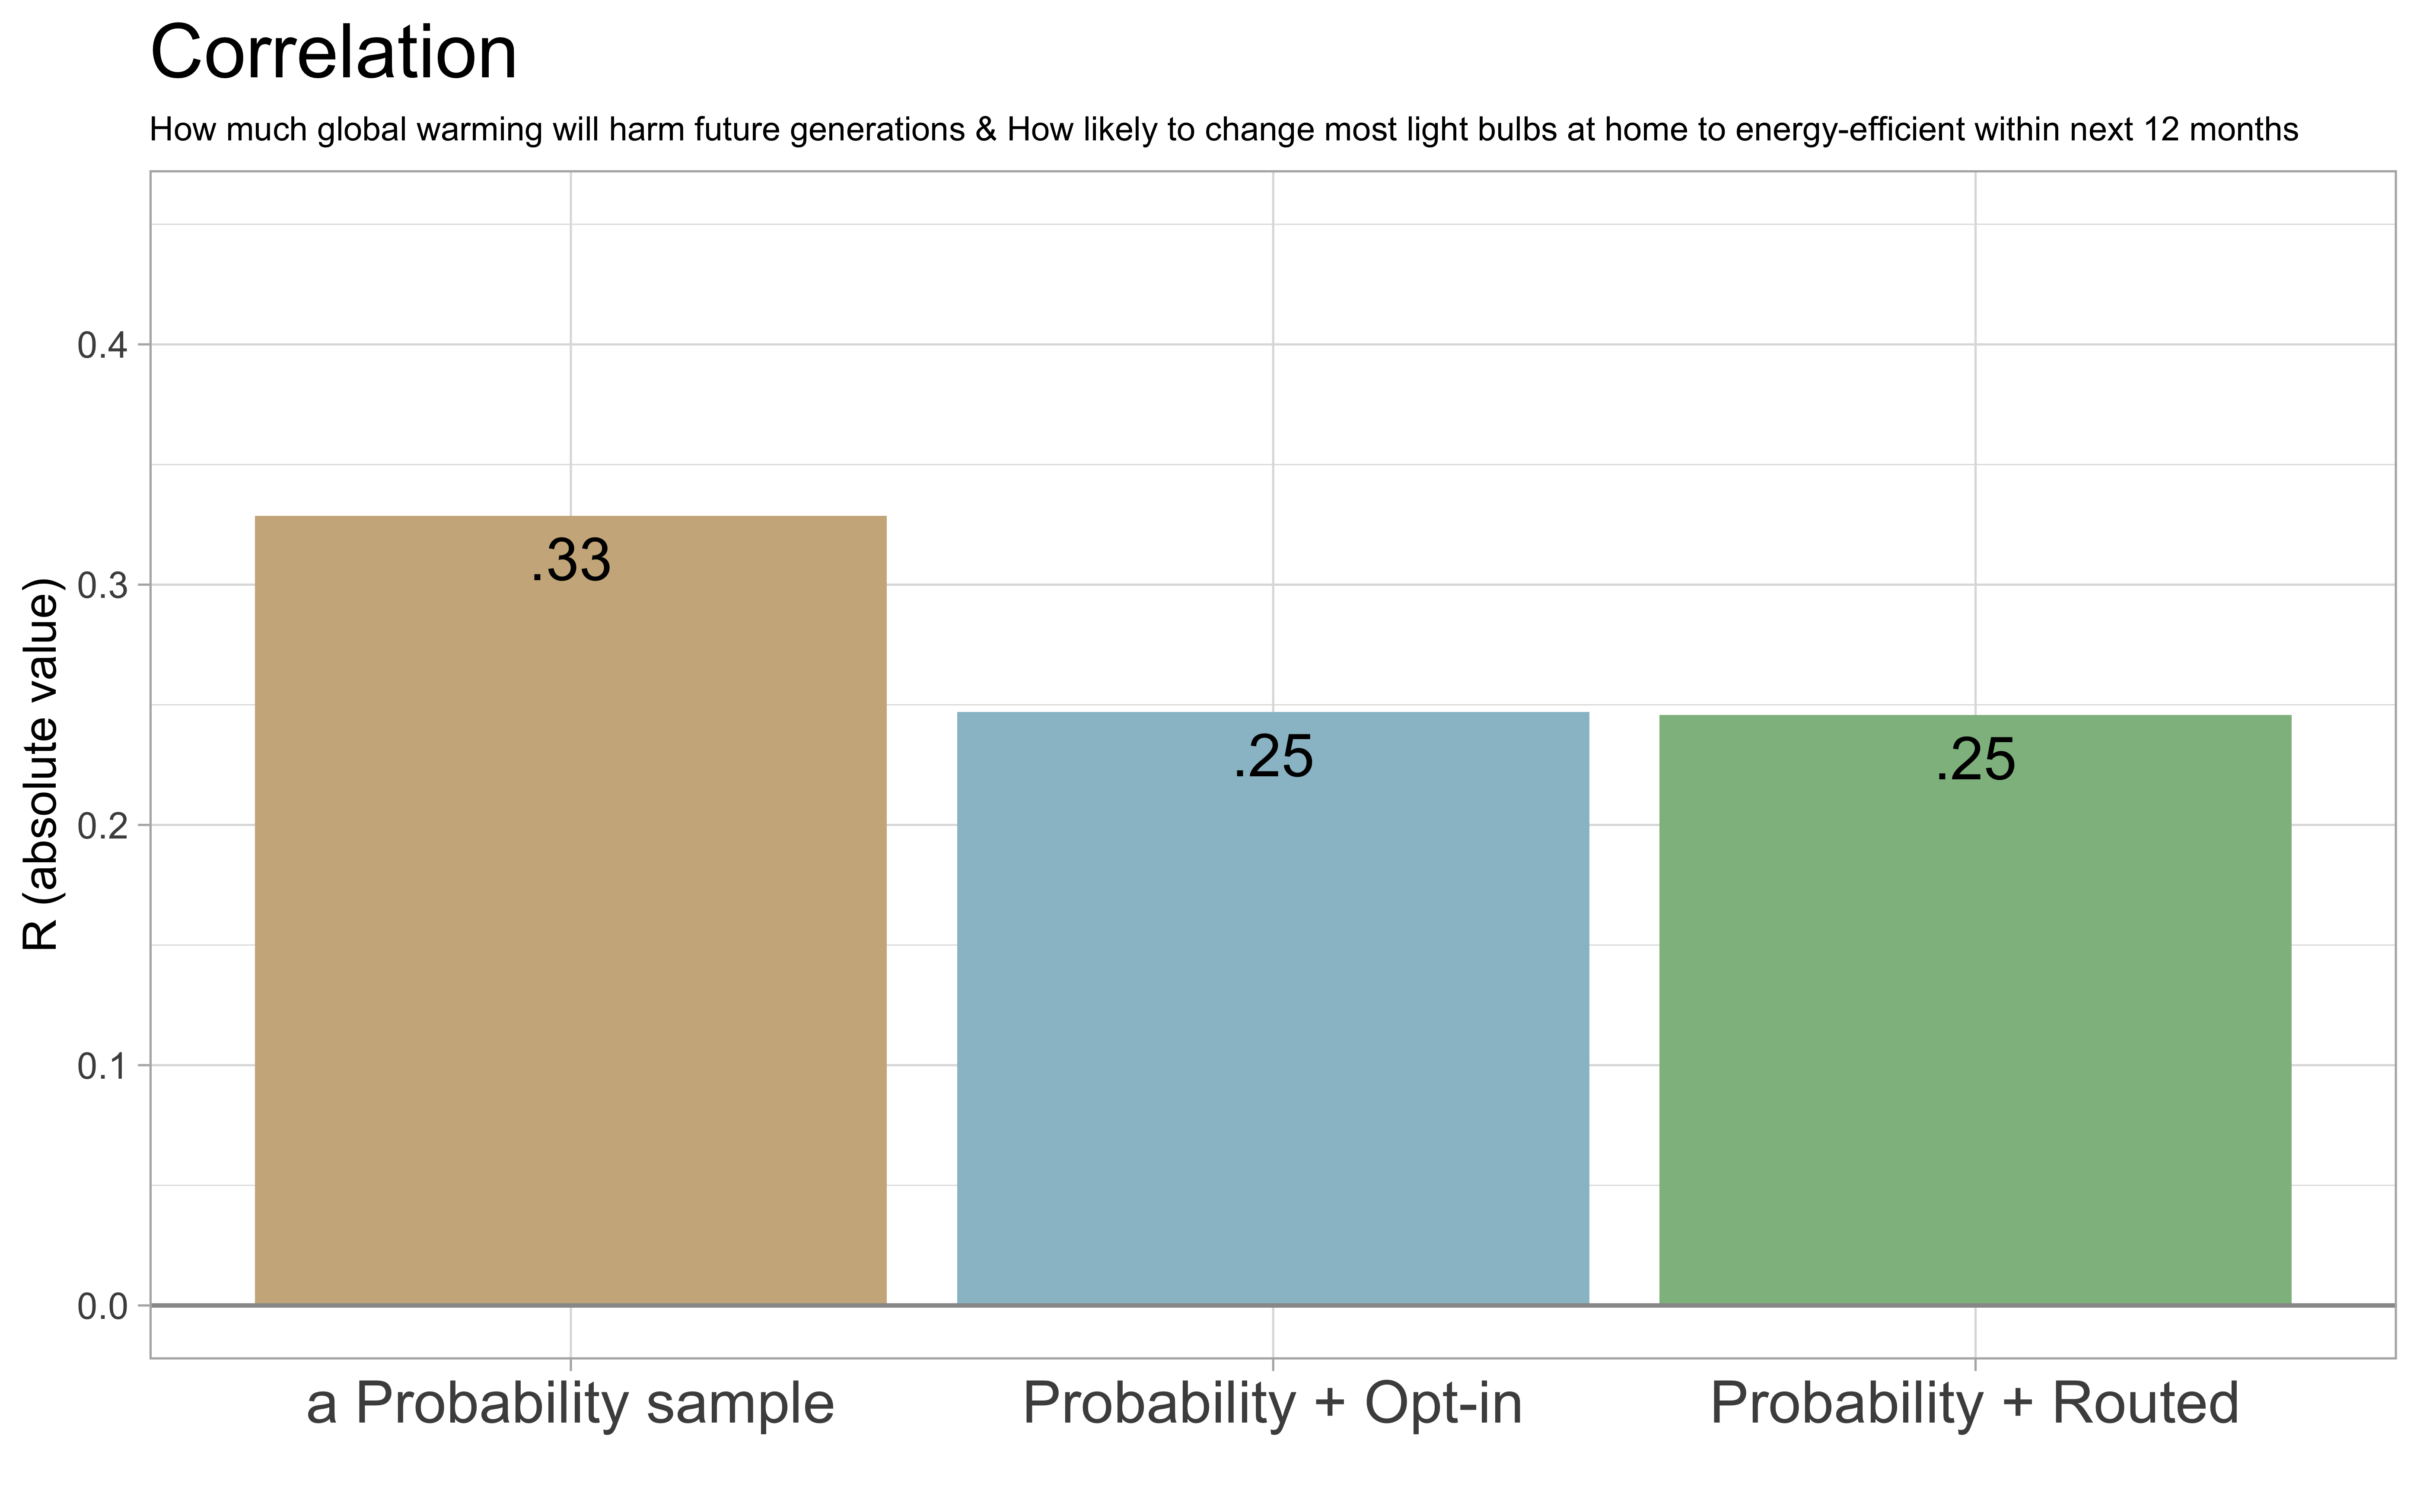 Correlation
How much global warming will harm future generations & How likely to change most light bulbs at home to energy-efficient within next 12 months
R (absolute value)
0.4
0.3
0.2
0.1
0.0
.33
.25
.25
a Probability sample
Probability + Opt-in
Probability + Routed